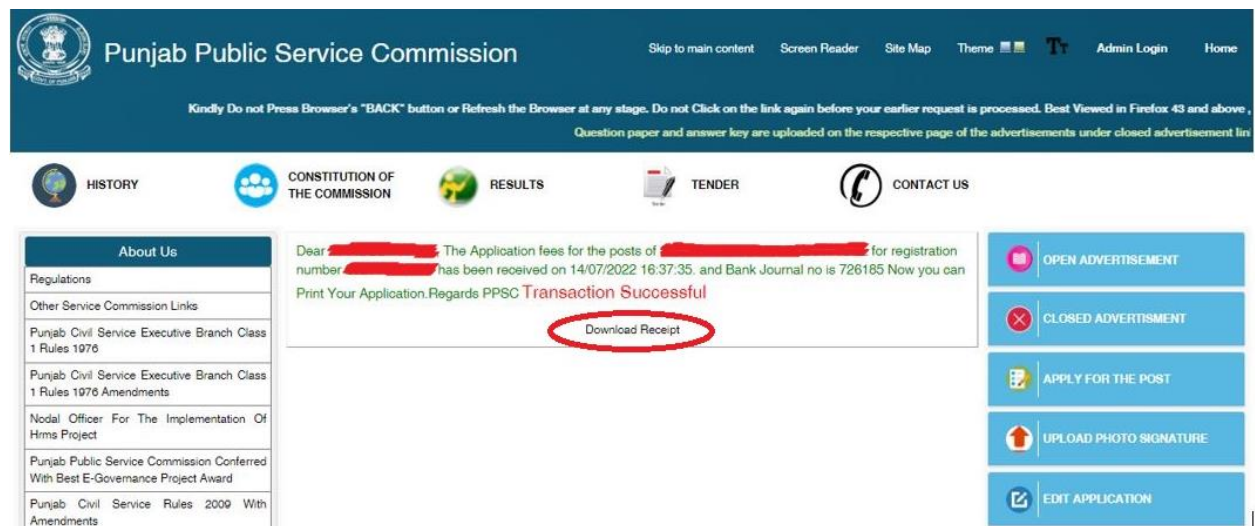 Punjab Public Service Commission
Skip to main content Screen Reader Site Map Theme TT Admin Login Home
Kindly Do not Press Browser's "BACK" button or Refresh the Browser at any stage. Do not Click on the link again before your earlier request is processed. Best Viewed in Firefox 43 and above ,
Question paper and answer key are uploaded on the respective page of the advertisements under closed advertisement lin
HISTORY
CONSTITUTION OF
THE COMMISSION
RESULTS
TENDER
CONTACT US
About Us
Regulations
Other Service Commission Links
Punjab Civil Service Executive Branch Class
1 Rules 1976
Punjab Civil Service Executive Branch Class
1 Rules 1976 Amendments
Nodal Officer For The Implementation Of
Hrms Project
Punjab Public Service Commission Conferred
With Best E-Governance Project Award
Punjab Civil Service Rules 2009 With
Amendments
Dear , The Application fees for the posts of for registration
number has been received on 14/07/2022 16:37:35. and Bank Journal no is 726185 Now you can
Print Your Application.Regards PPSC Transaction Successful
Download Receipt
OPEN ADVERTISEMENT
CLOSED ADVERTISMENT
APPLY FOR THE POST
UPLOAD PHOTO SIGNATURE
EDIT APPLICATION